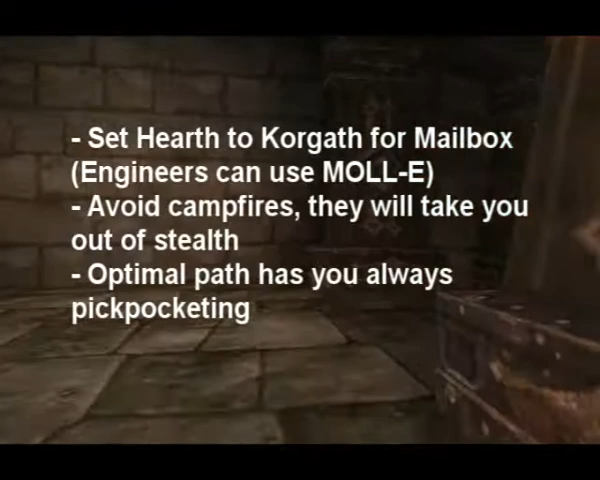 - Set Hearth to Korgath for Mailbox
(Engineers can use MOLL-E)
- Avoid campfires, they will take you
out of stealth
- Optimal path has you always
pickpocketing